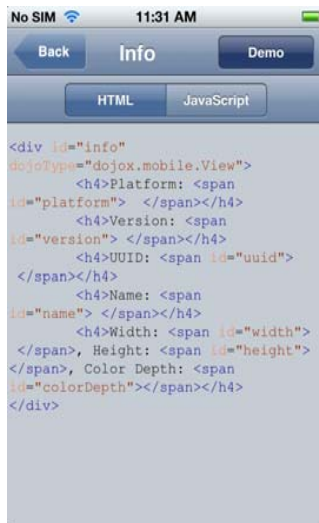 No SIM 11:31 AM
Back Info Demo
HTML JavaScript
<div id="info"
dojoType="dojox.mobile.View">
<h4>Platform: <span
id="platform"> </span></h4>
<h4>Version: <span
id="version"> </span></h4>
<h4>UUID: <span id="uuid">
</span></h4>
<h4>Name: <span
id="name"> </span></h4>
<h4>Width: <span id="width">
</span>, Height: <span id="height">
</span>, Color Depth: <span
id="colorDepth"></span></h4>
</div>